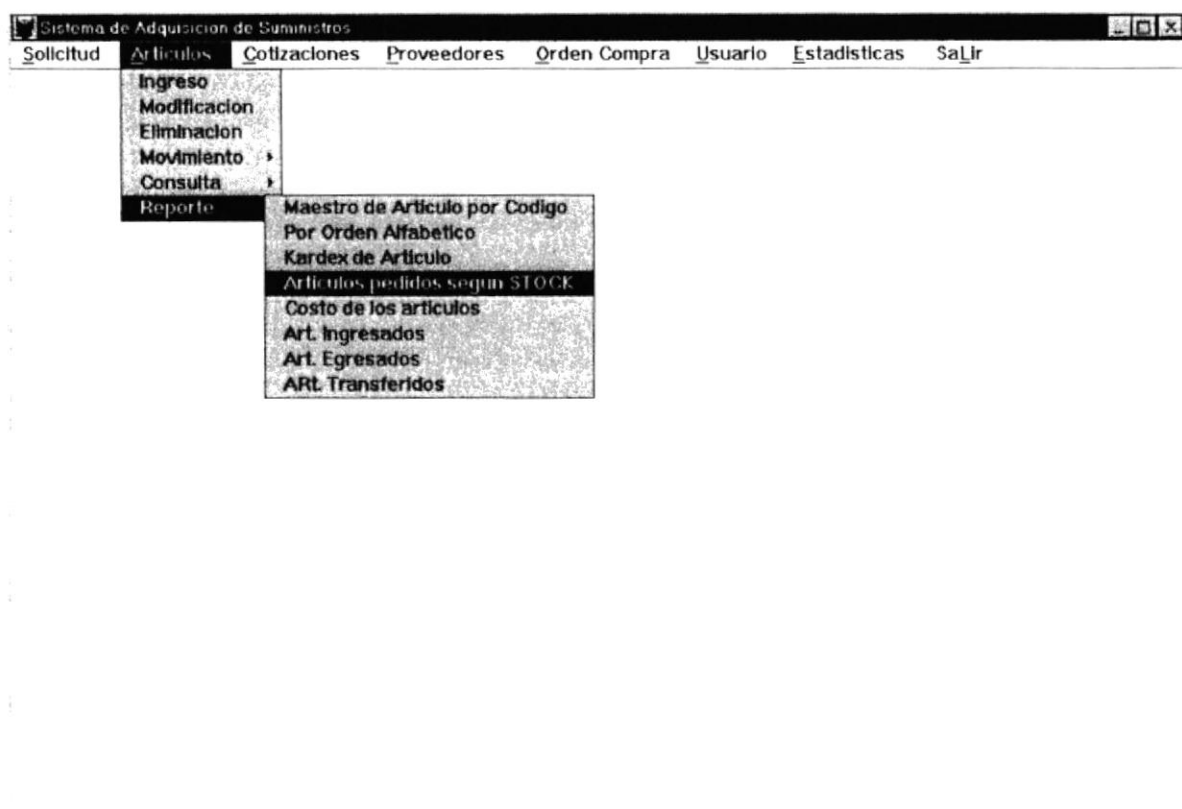 Sistema de Adquisicion de Suministros
Solicitud Articulos Cotizaciones Proveedores Orden Compra Usuario Estadisticas SaLir
Ingreso
Modificacion
Eliminacion
Movimiento
Consulta
Reporte
Maestro de Articulo por Codigo
Por Orden Alfabetico
Kardex de Articulo
Articulos pedidos segun STOCK
Costo de los articulos
Art. Ingresados
Art. Egresados
ARt. Transferidos